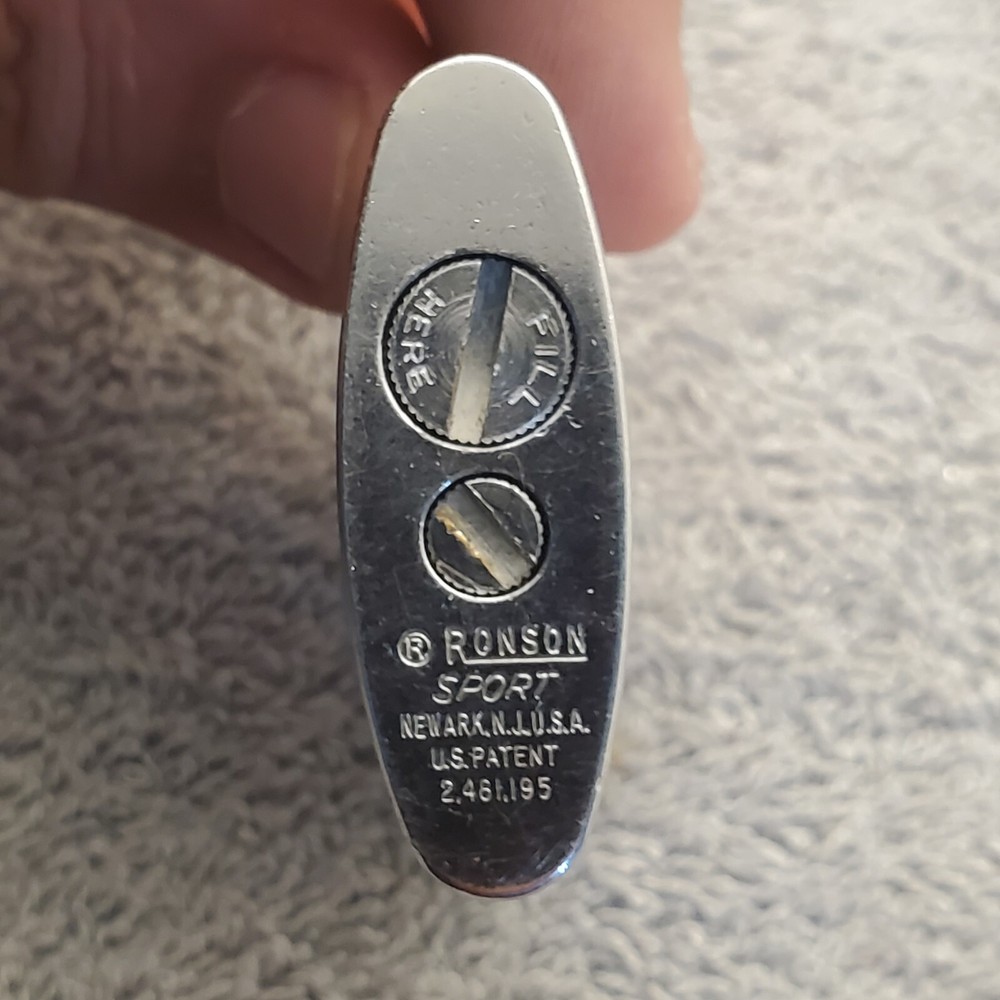 FILL
HERE
® RONSON
SPORT
NEWARK, N.J. U.S.A.
U.S. PATENT
2,461,195